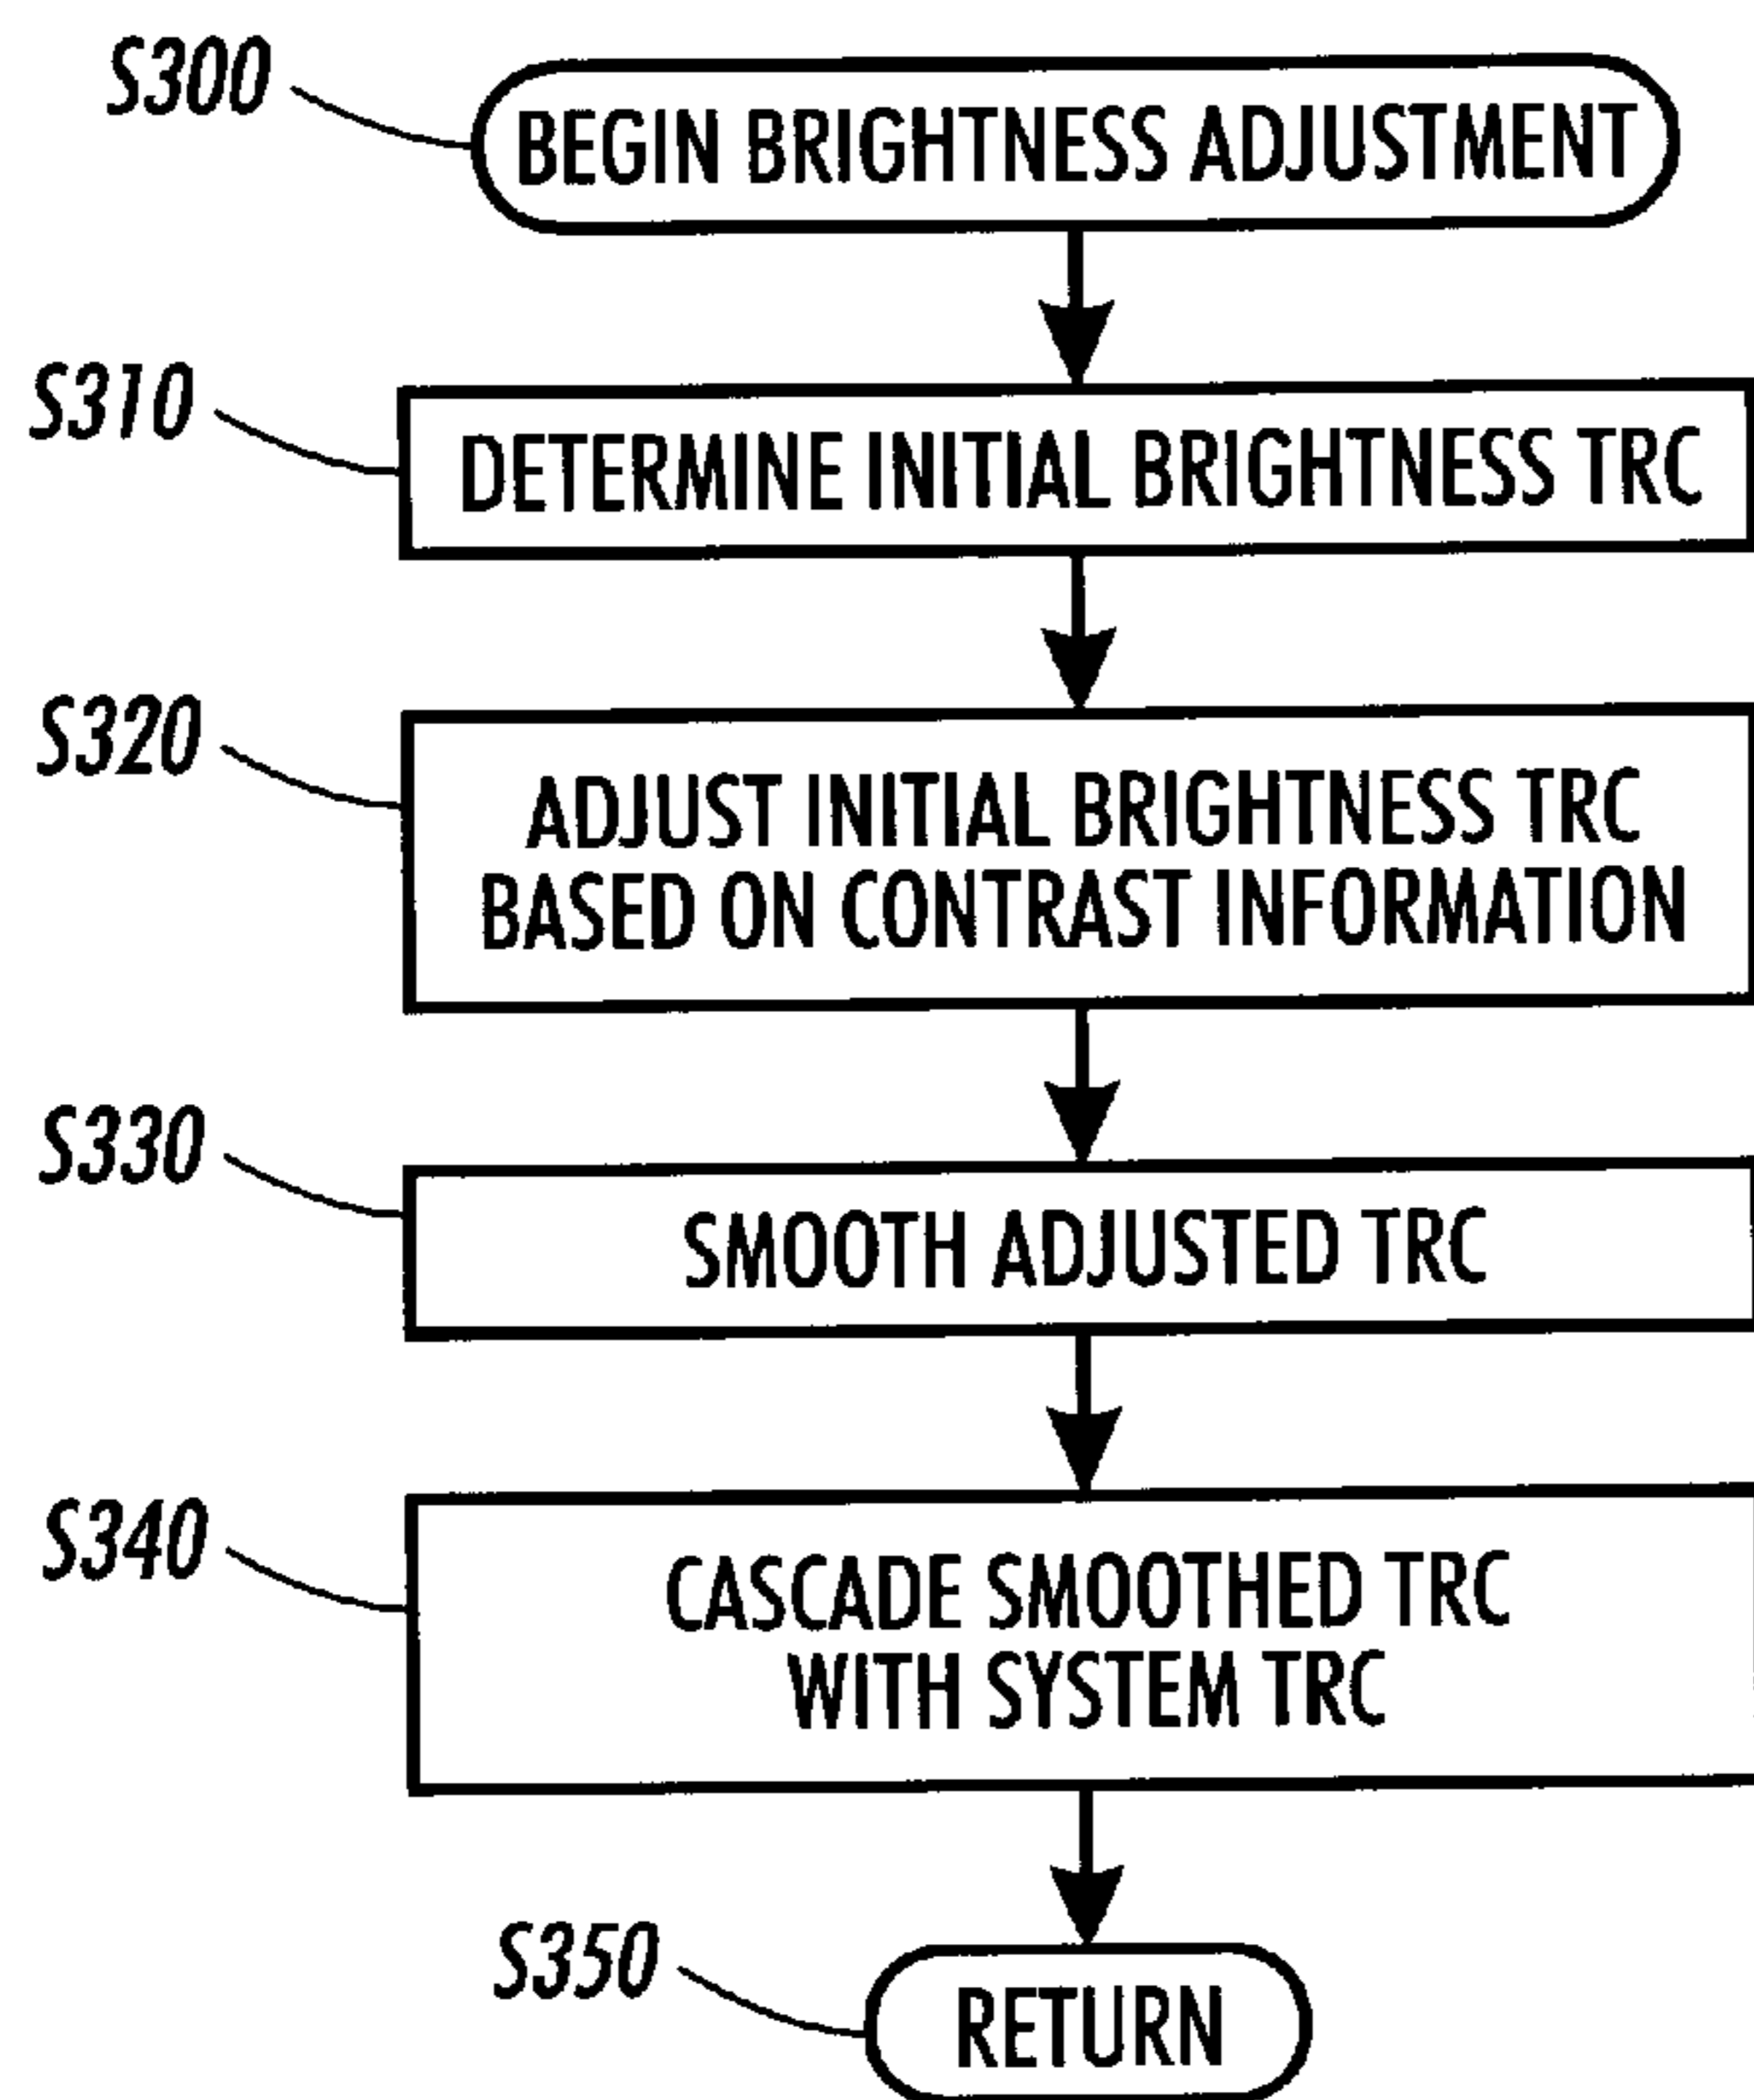 S300
BEGIN BRIGHTNESS ADJUSTMENT
S310
DETERMINE INITIAL BRIGHTNESS TRC
S320
ADJUST INITIAL BRIGHTNESS TRC
BASED ON CONTRAST INFORMATION
S330
SMOOTH ADJUSTED TRC
S340
CASCADE SMOOTHED TRC
WITH SYSTEM TRC
S350
RETURN